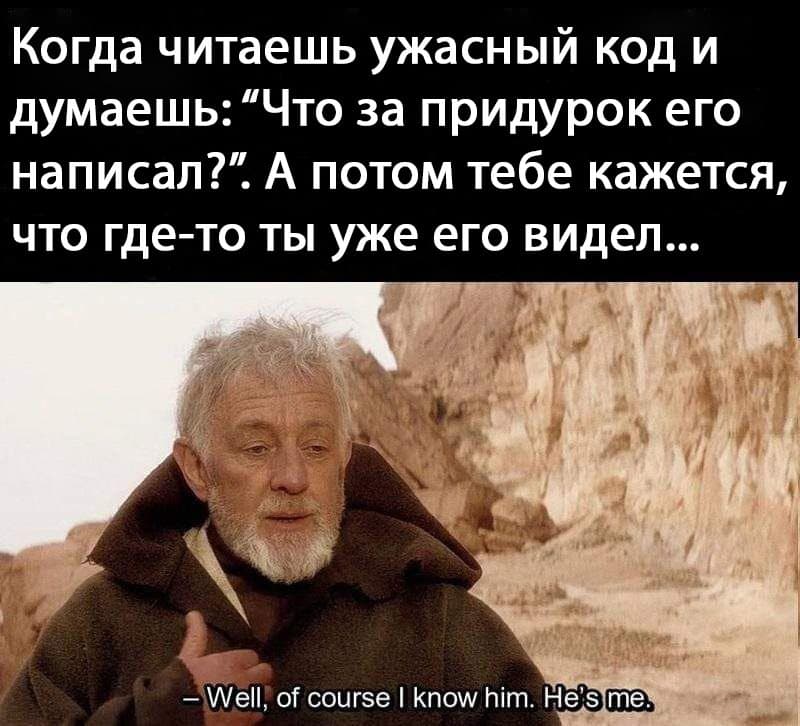 Когда читаешь ужасный код и
думаешь: "Что за придурок его
написал?". А потом тебе кажется,
что где-то ты уже его видел...
– Well, of course I know him. He's me.